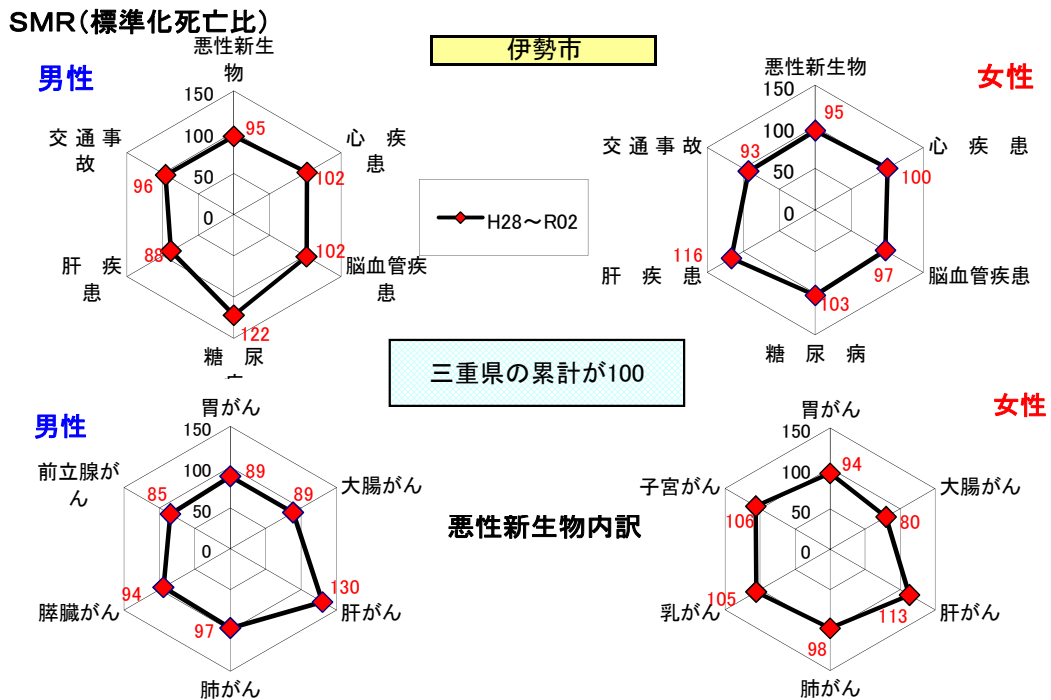 SMR(標準化死亡比)
伊勢市
男性
悪性新生
物
150
100
50
0
95
心 疾
患
102
102
脳血管疾
患
122
糖 尿
88
肝 疾
患
96
交 通 事
故
H28～R02
女性
悪性新生物
150
100
50
0
95
心 疾 患
100
97
脳血管疾患
103
糖 尿 病
116
肝 疾 患
93
交 通 事 故
三重県の累計が100
男性
胃がん
150
100
50
0
89
大腸がん
89
130
肝がん
97
肺がん
94
膵臓がん
85
前立腺が
ん
悪性新生物内訳
女性
胃がん
150
100
50
0
94
大腸がん
80
113
肝がん
98
肺がん
105
乳がん
106
子宮がん